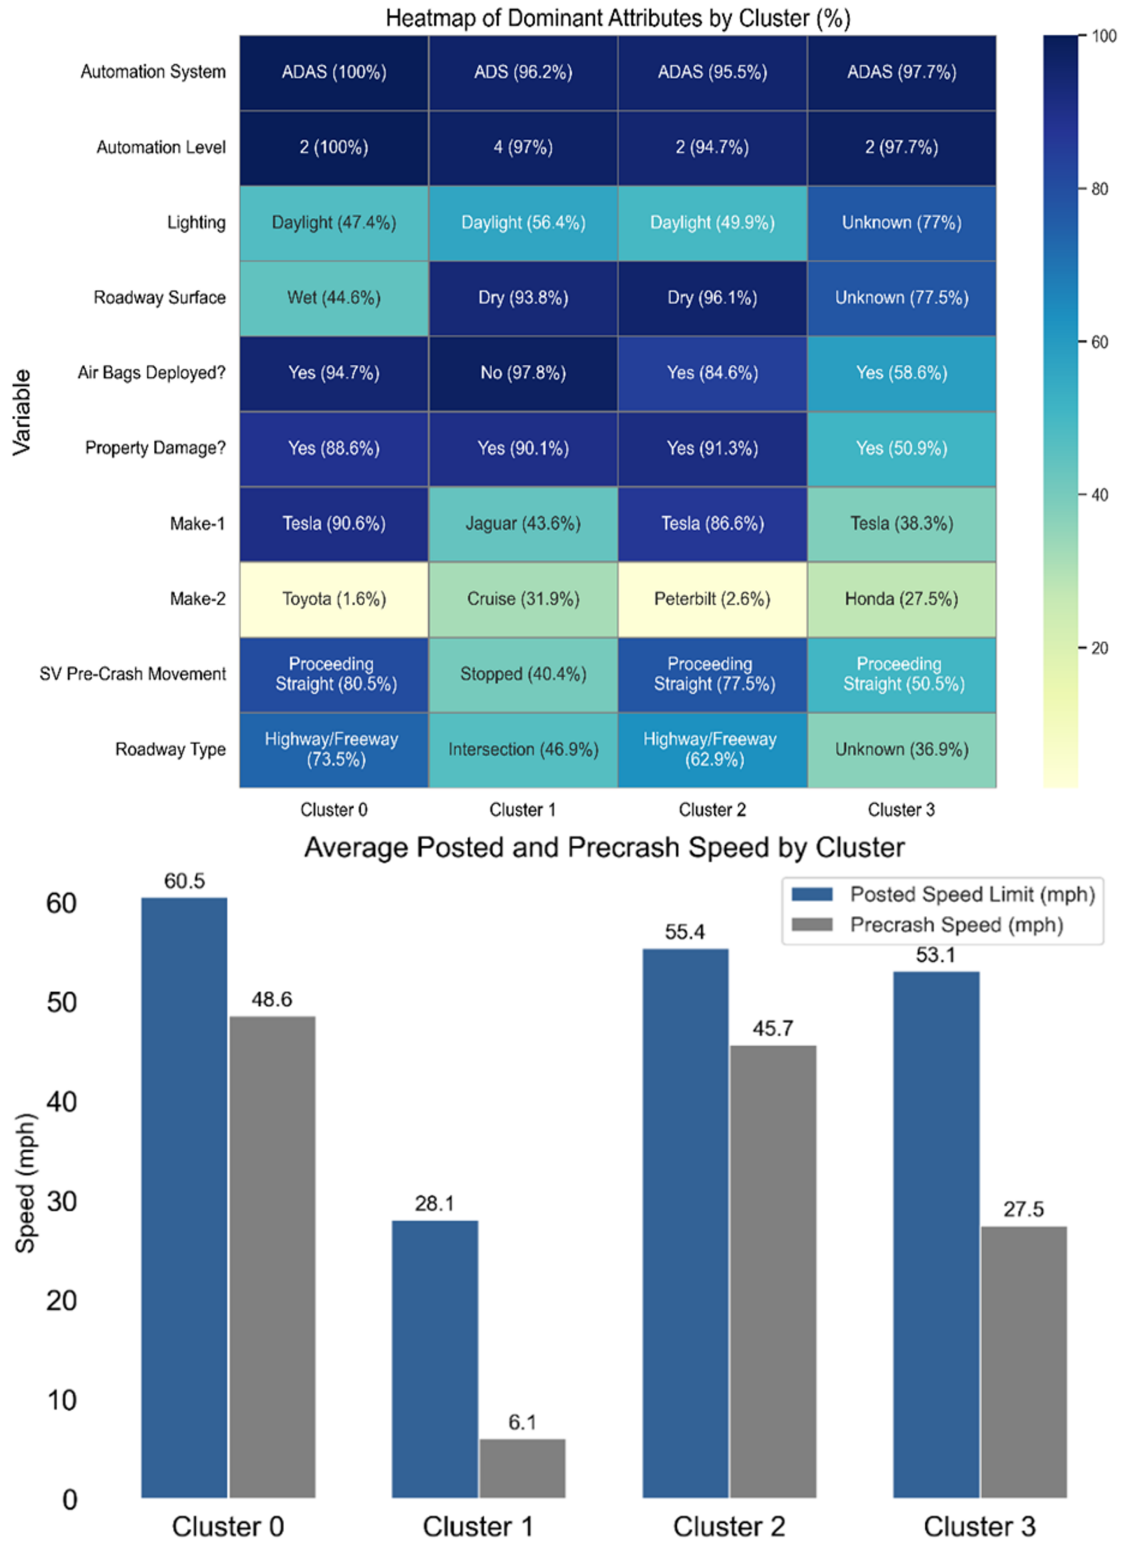 Heatmap of Dominant Attributes by Cluster (%)
Variable
Automation System ADAS (100%) ADS (96.2%) ADAS (95.5%) ADAS (97.7%)
Automation Level 2 (100%) 4 (97%) 2 (94.7%) 2 (97.7%)
Lighting Daylight (47.4%) Daylight (56.4%) Daylight (49.9%) Unknown (77%)
Roadway Surface Wet (44.6%) Dry (93.8%) Dry (96.1%) Unknown (77.5%)
Air Bags Deployed? Yes (94.7%) No (97.8%) Yes (84.6%) Yes (58.6%)
Property Damage? Yes (88.6%) Yes (90.1%) Yes (91.3%) Yes (50.9%)
Make-1 Tesla (90.6%) Jaguar (43.6%) Tesla (86.6%) Tesla (38.3%)
Make-2 Toyota (1.6%) Cruise (31.9%) Peterbilt (2.6%) Honda (27.5%)
SV Pre-Crash Movement
Proceeding
Straight (80.5%)
Stopped (40.4%)
Proceeding
Straight (77.5%)
Proceeding
Straight (50.5%)
Roadway Type
Highway/Freeway
(73.5%)
Intersection (46.9%)
Highway/Freeway
(62.9%)
Unknown (36.9%)
Cluster 0 Cluster 1 Cluster 2 Cluster 3
100
80
60
40
20
Average Posted and Precrash Speed by Cluster
Posted Speed Limit (mph)
Precrash Speed (mph)
Speed (mph)
60
50
40
30
20
10
0
60.5
48.6
28.1
6.1
55.4
45.7
53.1
27.5
Cluster 0 Cluster 1 Cluster 2 Cluster 3